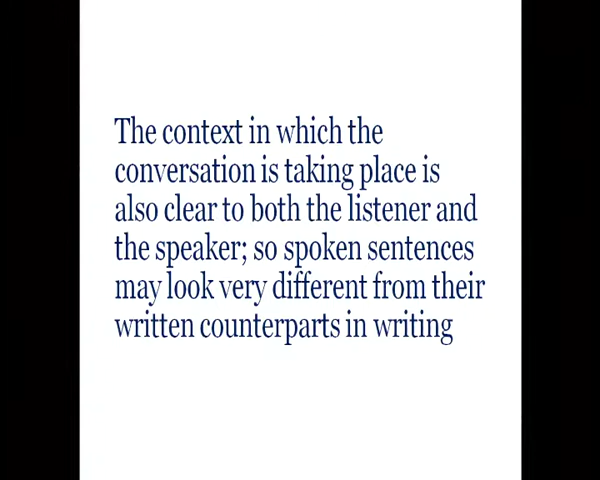 The context in which the
conversation is taking place is
also clear to both the listener and
the speaker; so spoken sentences
may look very different from their
written counterparts in writing